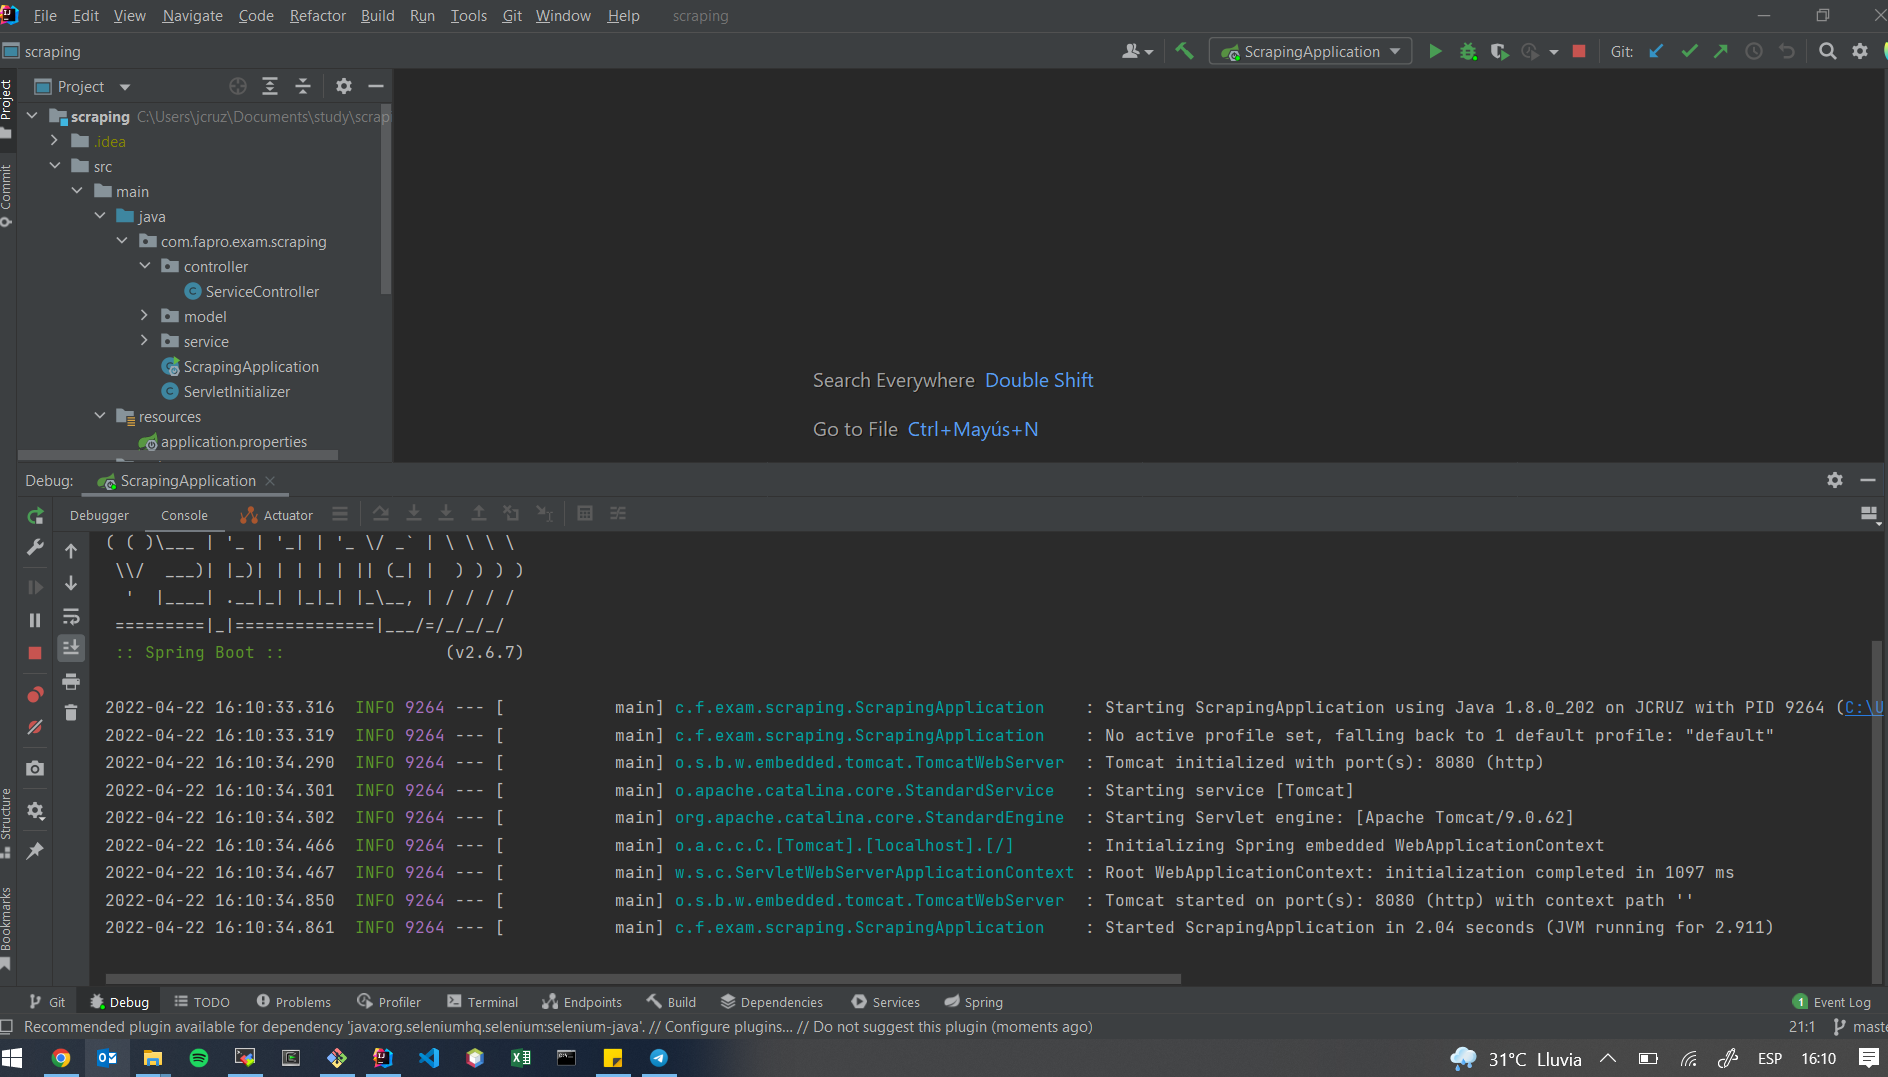 File Edit View Navigate Code Refactor Build Run Tools Git Window Help scraping
scraping
ScrapingApplication
Git:
Project
Project
Commit
scraping C:\Users\jcruz\Documents\study\scrap
.idea
src
main
java
com.fapro.exam.scraping
controller
ServiceController
model
service
ScrapingApplication
ServletInitializer
resources
application.properties
Search Everywhere Double Shift
Go to File Ctrl+Mayús+N
Debug: ScrapingApplication
Debugger Console Actuator
( ( )\___ | '_ | '_| | '_ \/ _` | \ \ \ \
\\/  ___)| |_)| | | | | || (_| |  ) ) ) )
'  |____| .__|_| |_|_| |_\__, | / / / /
=========|_|==============|___/=/_/_/_/
:: Spring Boot :: (v2.6.7)
2022-04-22 16:10:33.316 INFO 9264 --- [ main] c.f.exam.scraping.ScrapingApplication : Starting ScrapingApplication using Java 1.8.0_202 on JCRUZ with PID 9264 (C:\U
2022-04-22 16:10:33.319 INFO 9264 --- [ main] c.f.exam.scraping.ScrapingApplication : No active profile set, falling back to 1 default profile: "default"
2022-04-22 16:10:34.290 INFO 9264 --- [ main] o.s.b.w.embedded.tomcat.TomcatWebServer : Tomcat initialized with port(s): 8080 (http)
2022-04-22 16:10:34.301 INFO 9264 --- [ main] o.apache.catalina.core.StandardService : Starting service [Tomcat]
2022-04-22 16:10:34.302 INFO 9264 --- [ main] org.apache.catalina.core.StandardEngine : Starting Servlet engine: [Apache Tomcat/9.0.62]
2022-04-22 16:10:34.466 INFO 9264 --- [ main] o.a.c.c.C.[Tomcat].[localhost].[/] : Initializing Spring embedded WebApplicationContext
2022-04-22 16:10:34.467 INFO 9264 --- [ main] w.s.c.ServletWebServerApplicationContext : Root WebApplicationContext: initialization completed in 1097 ms
2022-04-22 16:10:34.850 INFO 9264 --- [ main] o.s.b.w.embedded.tomcat.TomcatWebServer : Tomcat started on port(s): 8080 (http) with context path ''
2022-04-22 16:10:34.861 INFO 9264 --- [ main] c.f.exam.scraping.ScrapingApplication : Started ScrapingApplication in 2.04 seconds (JVM running for 2.911)
Structure
Bookmarks
Git Debug TODO Problems Profiler Terminal Endpoints Build Dependencies Services Spring 1 Event Log
Recommended plugin available for dependency 'java:org.seleniumhq.selenium:selenium-java'. // Configure plugins... // Do not suggest this plugin (moments ago) 21:1 maste
31°C Lluvia ESP 16:10